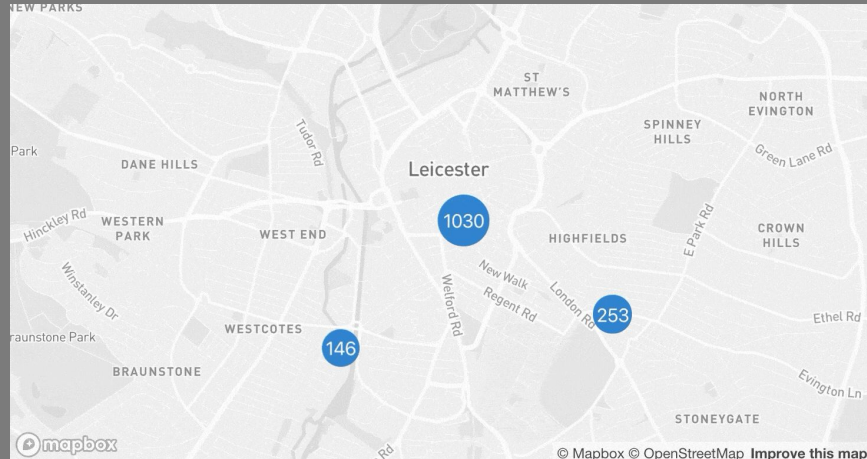 NEW PARKS
ST
MATTHEW'S
NORTH
EVINGTON
SPINNEY
HILLS
Tudor Rd
Green Lane Rd
Park
DANE HILLS
Leicester
Hinckley Rd
WESTERN
PARK
1030
E Park Rd
CROWN
HILLS
WEST END
HIGHFIELDS
New Walk
Winstanley Dr
Welford Rd
Regent Rd
London Rd
253
Ethel Rd
WESTCOTES
raunstone Park
146
BRAUNSTONE
Evington Ln
STONEYGATE
mapbox
Rd
© Mapbox © OpenStreetMap Improve this map